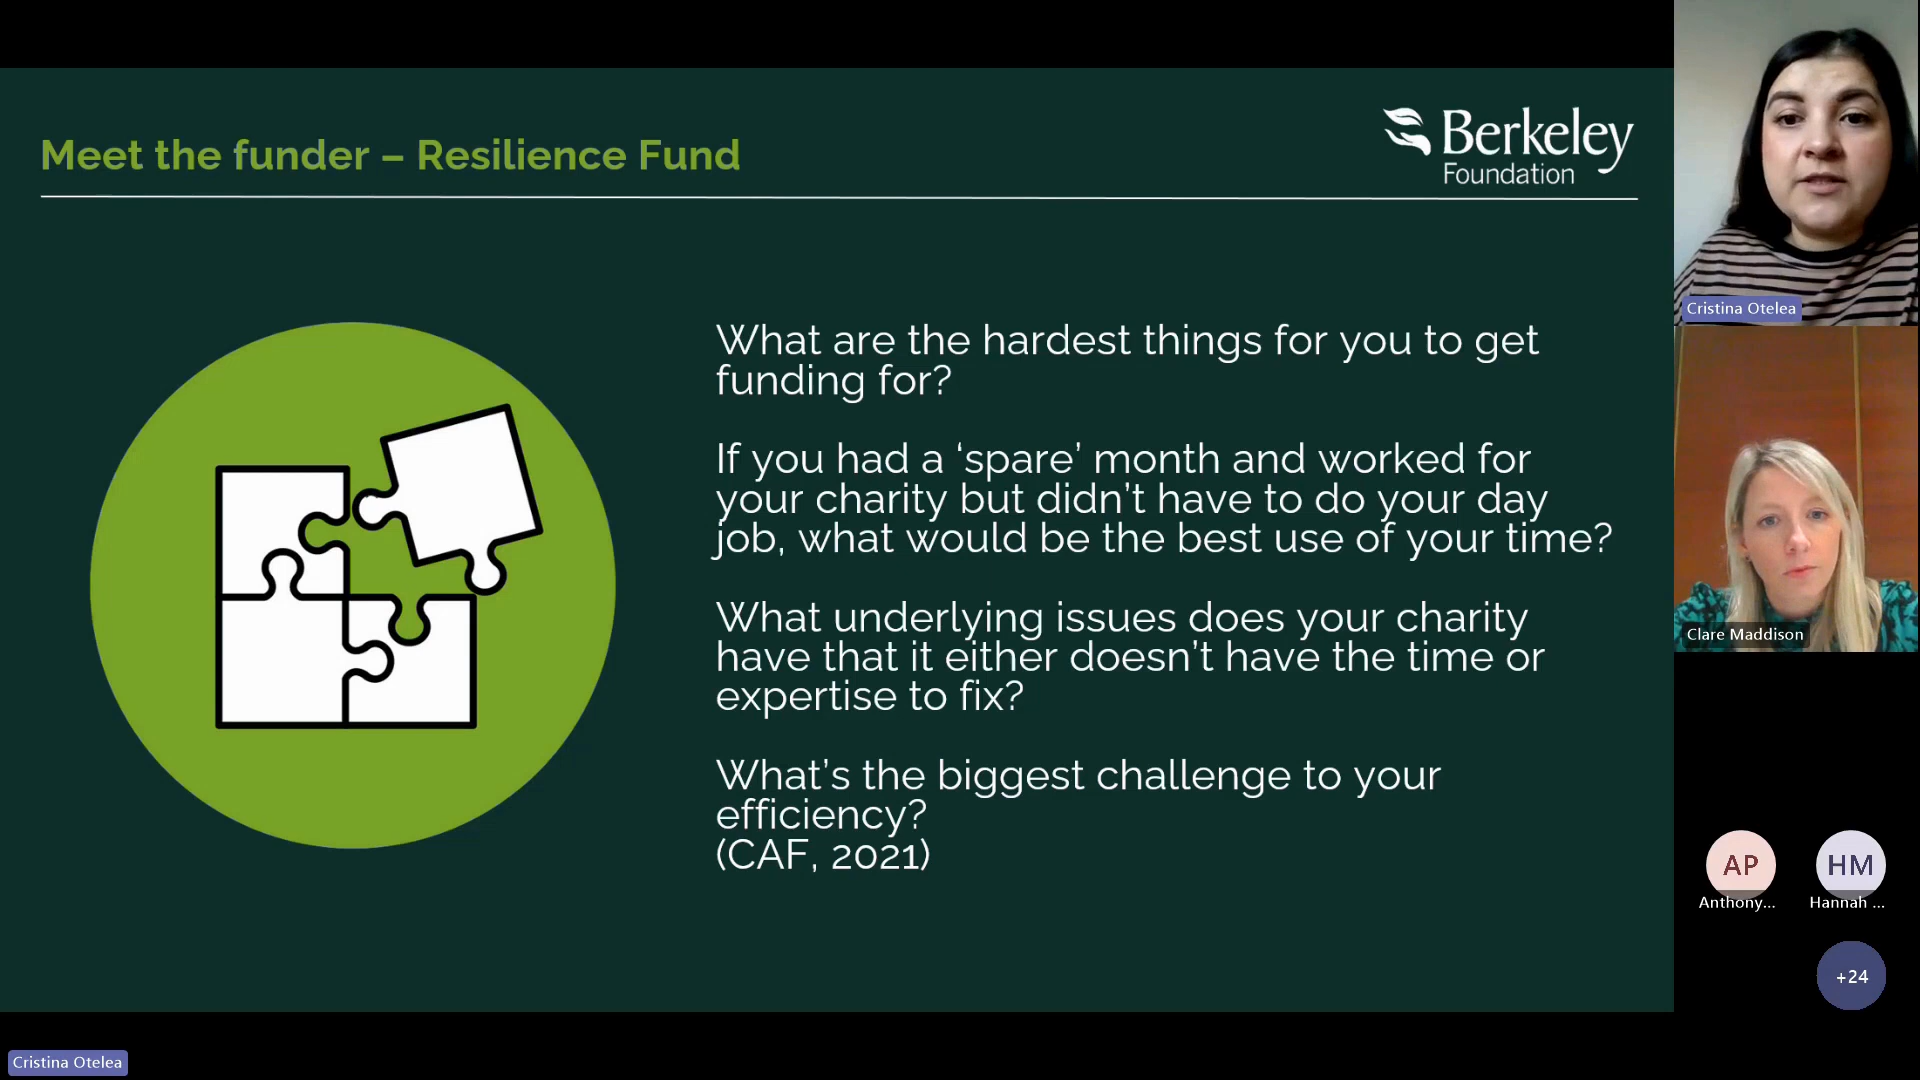 Meet the funder – Resilience Fund
Berkeley
Foundation
What are the hardest things for you to get
funding for?
If you had a ‘spare’ month and worked for
your charity but didn’t have to do your day
job, what would be the best use of your time?
What underlying issues does your charity
have that it either doesn’t have the time or
expertise to fix?
What’s the biggest challenge to your
efficiency?
(CAF, 2021)
Cristina Otelea
Clare Maddison
AP
Anthony...
HM
Hannah ...
+24
Cristina Otelea